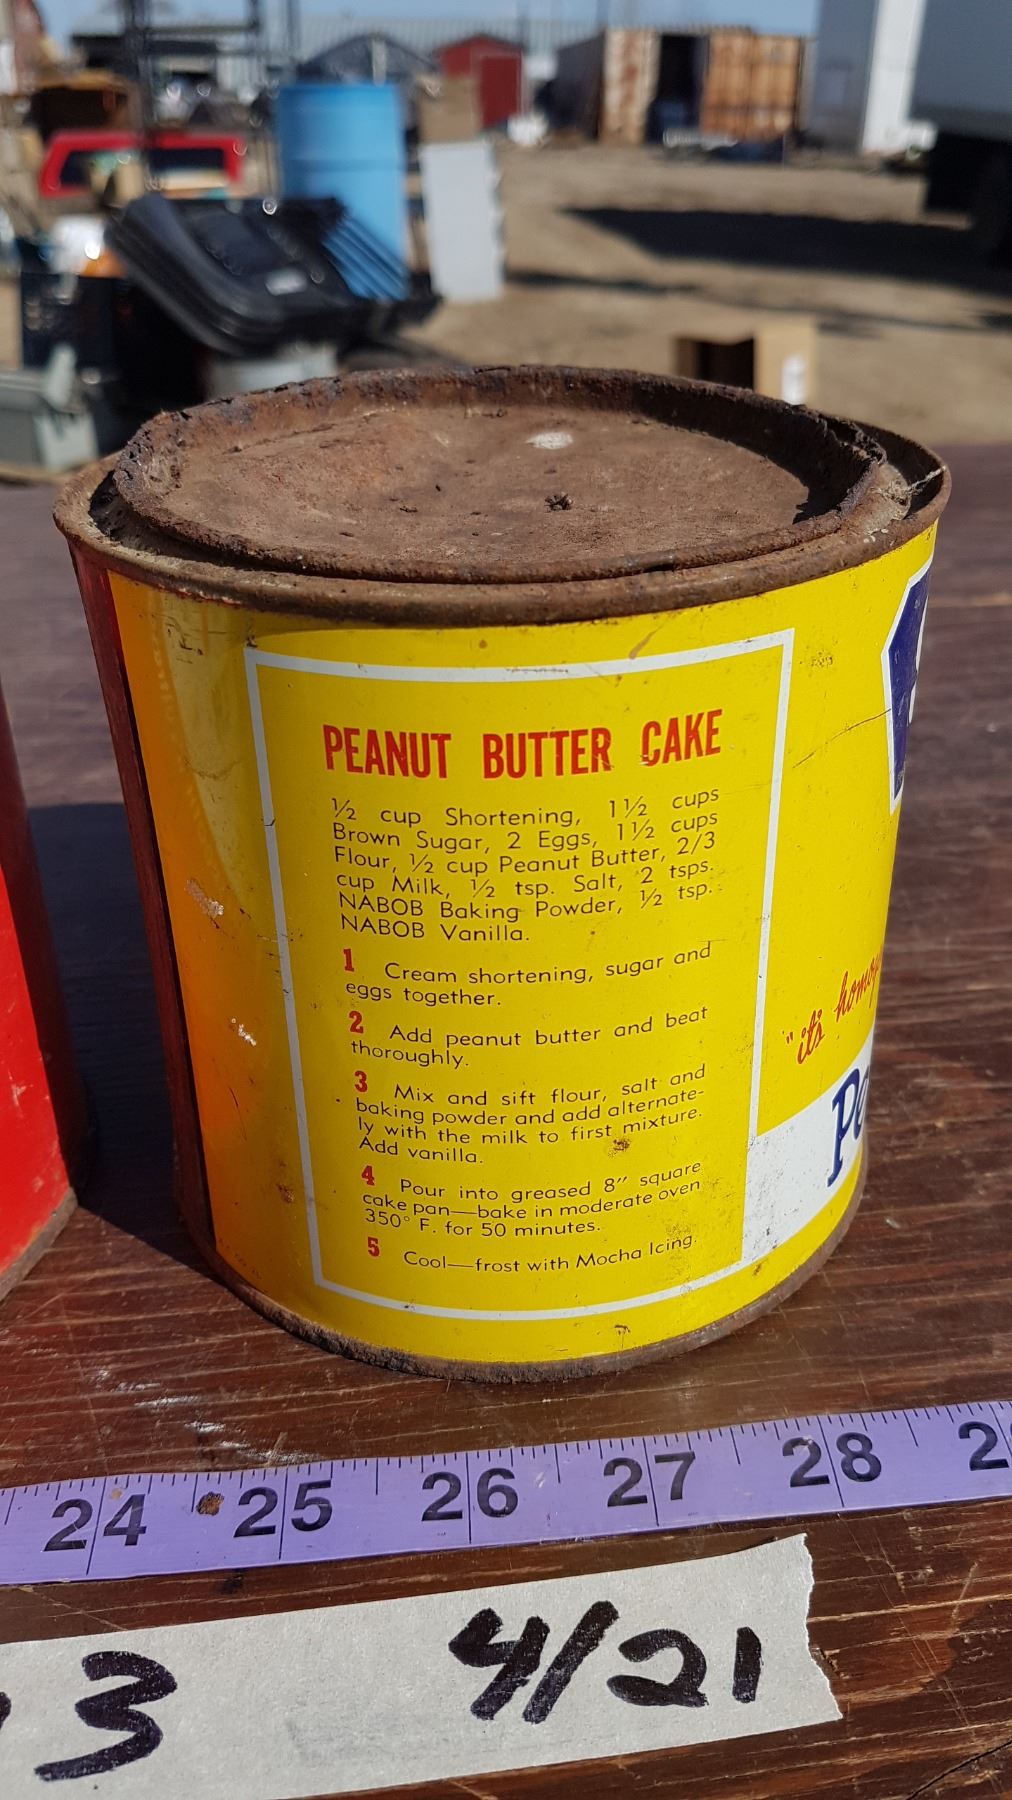 PEANUT BUTTER CAKE
½ cup Shortening, 1½ cups
Brown Sugar, 2 Eggs, 1½ cups
Flour, ½ cup Peanut Butter, 2/3
cup Milk, ½ tsp. Salt, 2 tsps.
NABOB Baking Powder, ½ tsp.
NABOB Vanilla.
1 Cream shortening, sugar and
eggs together.
2 Add peanut butter and beat
thoroughly.
3 Mix and sift flour, salt and
baking powder and add alternate-
ly with the milk to first mixture.
Add vanilla.
4 Pour into greased 8" square
cake pan—bake in moderate oven
350° F. for 50 minutes.
5 Cool—frost with Mocha Icing.
"it's
24 25 26 27 28
3 4/21